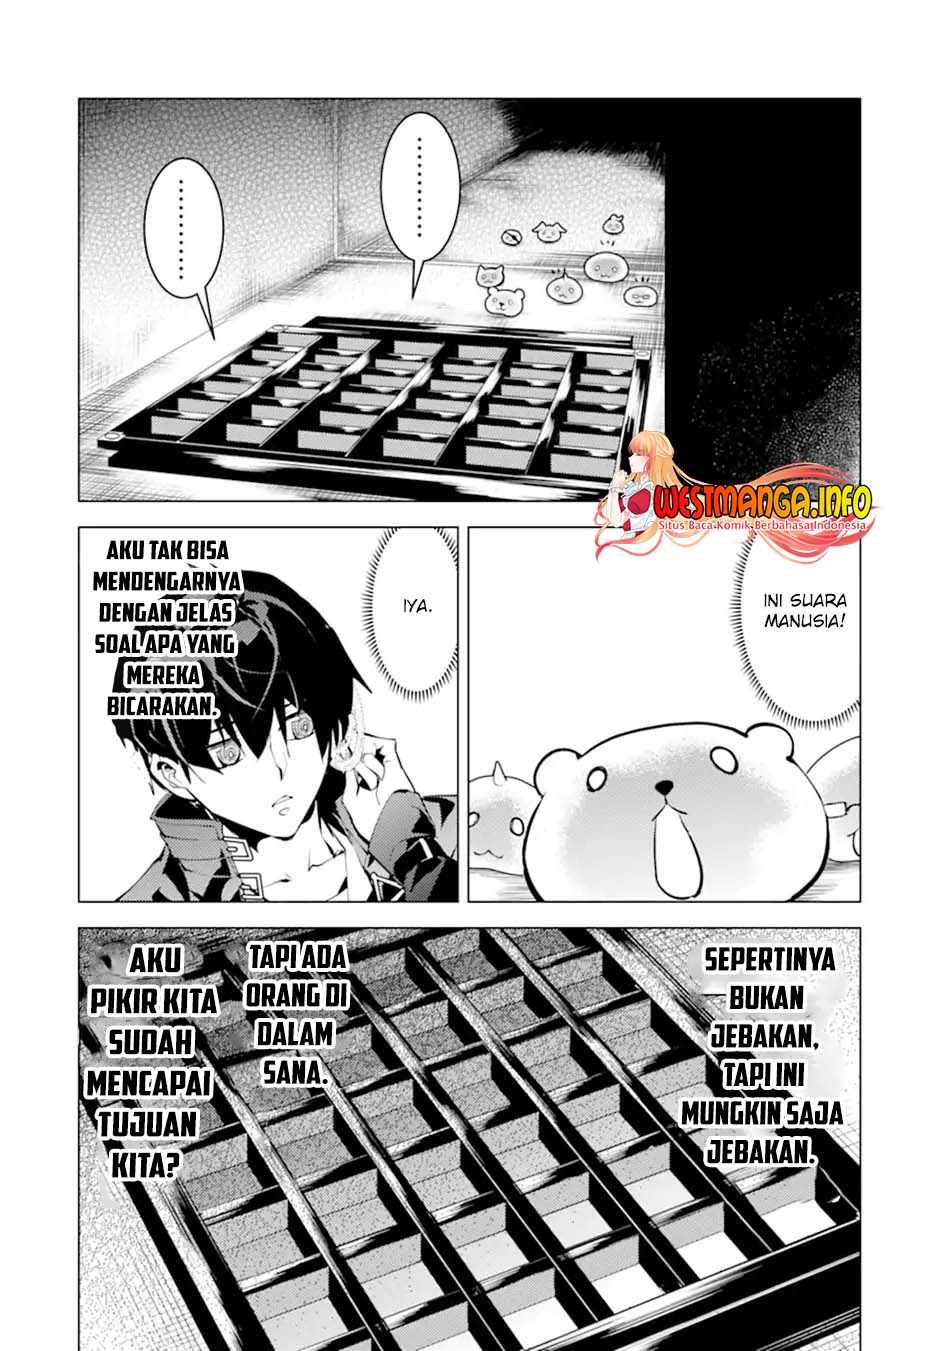 WESTMANGA.INFO
Situs Baca Komik Berbahasa Indonesia
INI SUARA
MANUSIA!
IYA.
AKU TAK BISA
MENDENGARNYA
DENGAN JELAS
SOAL APA YANG
MEREKA
BICARAKAN.
SEPERTINYA
BUKAN
JEBAKAN,
TAPI INI
MUNGKIN SAJA
JEBAKAN.
TAPI ADA
ORANG DI
DALAM
SANA.
AKU
PIKIR KITA
SUDAH
MENCAPAI
TUJUAN
KITA?